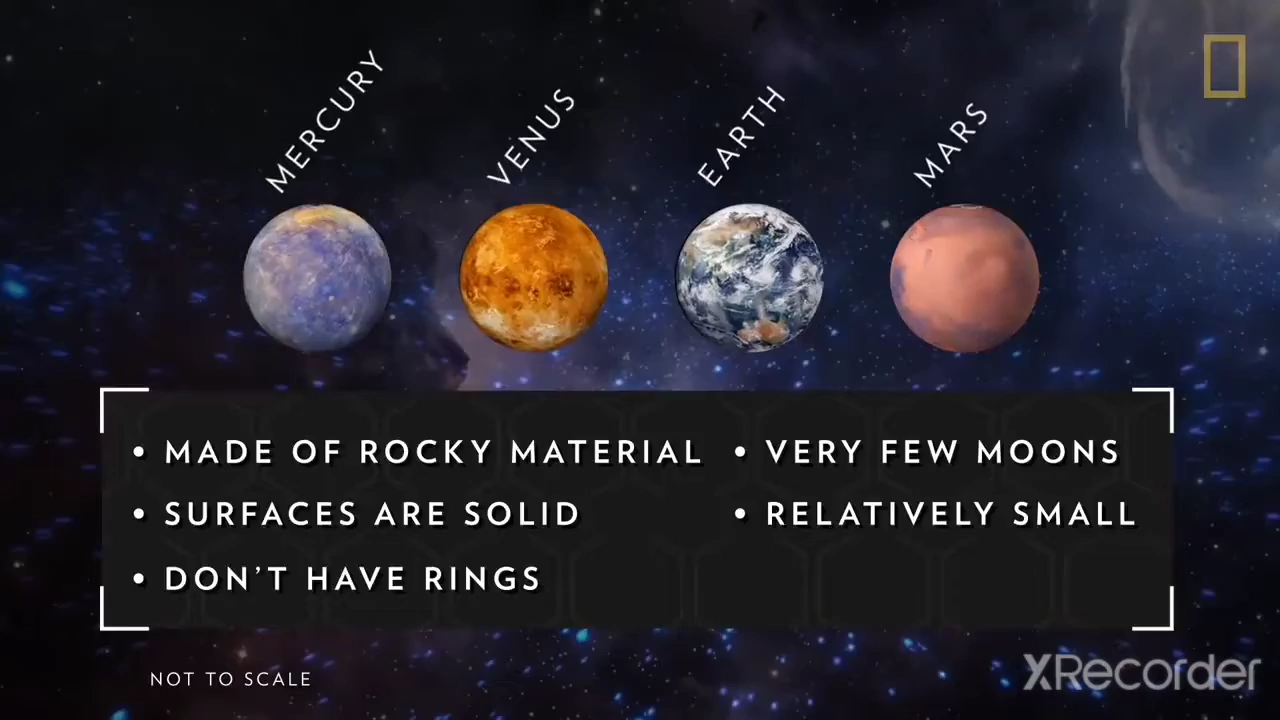 MERCURY
VENUS
EARTH
MARS
• MADE OF ROCKY MATERIAL
• SURFACES ARE SOLID
• DON'T HAVE RINGS
• VERY FEW MOONS
• RELATIVELY SMALL
NOT TO SCALE
XRecorder